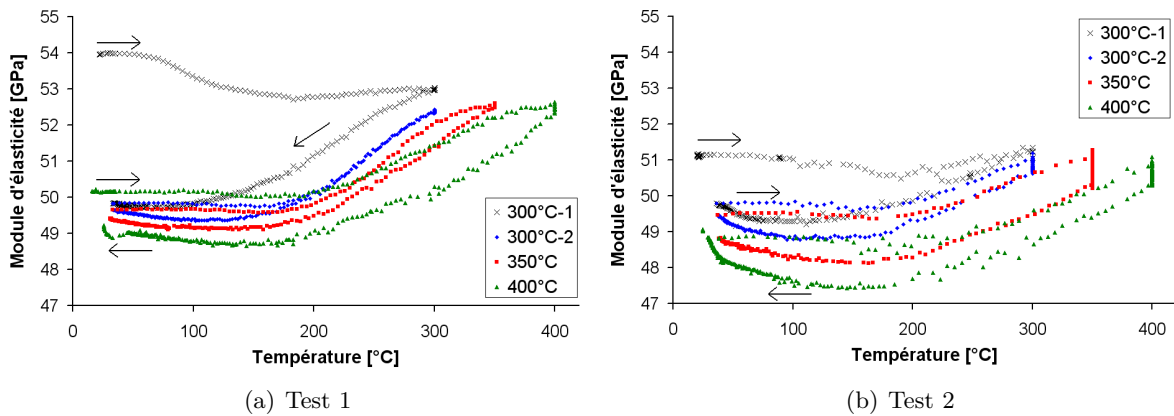 55
54
53
52
51
50
49
48
47
Module d'élasticité [GPa]
0
100
200
300
400
Température [°C]
300°C-1
300°C-2
350°C
400°C
(a) Test 1
55
54
53
52
51
50
49
48
47
Module d'élasticité [GPa]
0
100
200
300
400
Température [°C]
300°C-1
300°C-2
350°C
400°C
(b) Test 2